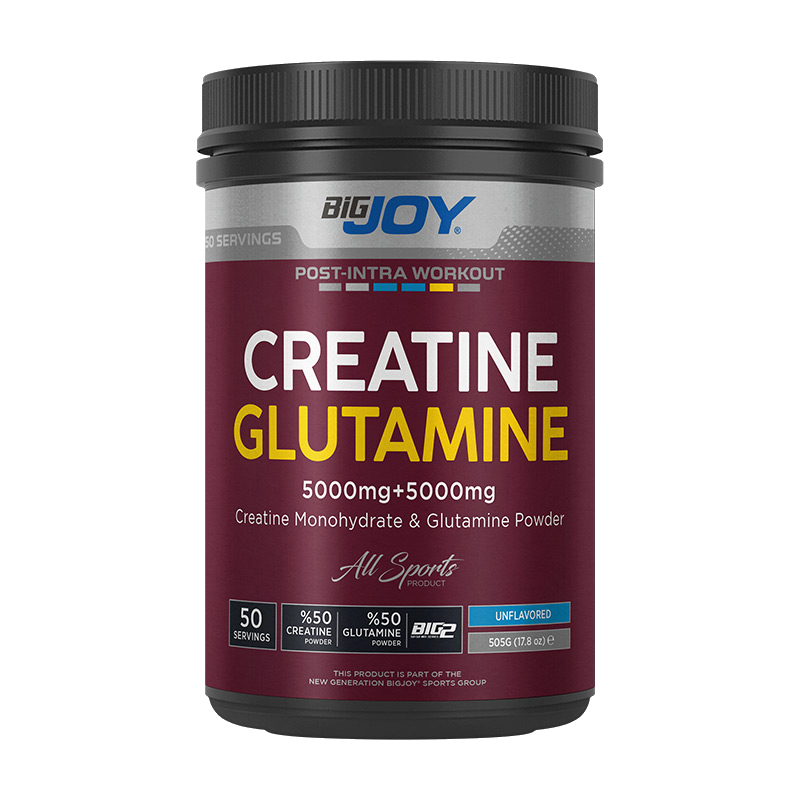 BiGJOY®
50 SERVINGS
POST-INTRA WORKOUT
CREATINE
GLUTAMINE
5000mg+5000mg
Creatine Monohydrate & Glutamine Powder
All Sports
PRODUCT
50
SERVINGS
%50
CREATINE
POWDER
%50
GLUTAMINE
POWDER
BIG2
UNFLAVORED
505G (17.8 oz) ℮
THIS PRODUCT IS PART OF THE
NEW GENERATION BIGJOY® SPORTS GROUP